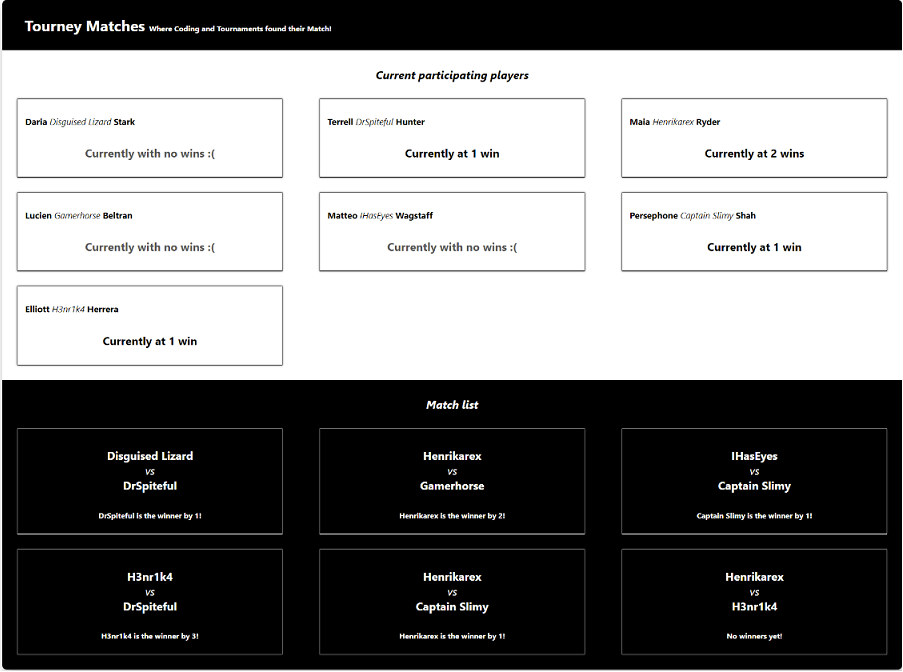 Tourney Matches Where Coding and Tournaments found their Match!
Current participating players
Daria Disguised Lizard Stark
Currently with no wins :(
Terrell DrSpiteful Hunter
Currently at 1 win
Maia Henrikarex Ryder
Currently at 2 wins
Lucien Gamerhorse Beltran
Currently with no wins :(
Matteo IHasEyes Wagstaff
Currently with no wins :(
Persephone Captain Slimy Shah
Currently at 1 win
Elliott H3nr1k4 Herrera
Currently at 1 win
Match list
Disguised Lizard
vs
DrSpiteful
DrSpiteful is the winner by 1!
Henrikarex
vs
Gamerhorse
Henrikarex is the winner by 2!
IHasEyes
vs
Captain Slimy
Captain Slimy is the winner by 1!
H3nr1k4
vs
DrSpiteful
H3nr1k4 is the winner by 3!
Henrikarex
vs
Captain Slimy
Henrikarex is the winner by 1!
Henrikarex
vs
H3nr1k4
No winners yet!